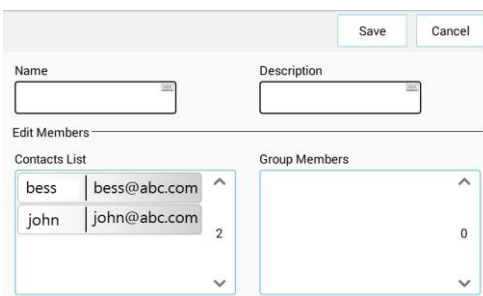 Save Cancel
Name Description
Edit Members
Contacts List Group Members
bess bess@abc.com
john john@abc.com
2 0